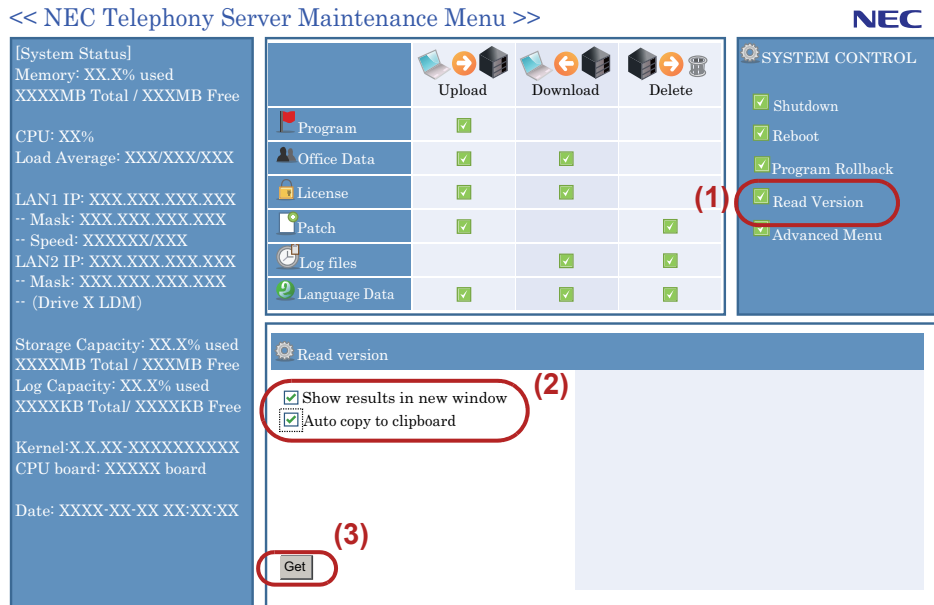 << NEC Telephony Server Maintenance Menu >>
NEC
[System Status]
Memory: XX.X% used
XXXXMB Total / XXXMB Free
CPU: XX%
Load Average: XXX/XXX/XXX
LAN1 IP: XXX.XXX.XXX.XXX
-- Mask: XXX.XXX.XXX.XXX
-- Speed: XXXXXX/XXX
LAN2 IP: XXX.XXX.XXX.XXX
-- Mask: XXX.XXX.XXX.XXX
-- (Drive X LDM)
Storage Capacity: XX.X% used
XXXXMB Total / XXXMB Free
Log Capacity: XX.X% used
XXXXKB Total/ XXXXKB Free
Kernel:X.X.XX-XXXXXXXXXX
CPU board: XXXXX board
Date: XXXX-XX-XX XX:XX:XX
Upload Download Delete
Program
Office Data
License
Patch
Log files
Language Data
SYSTEM CONTROL
Shutdown
Reboot
Program Rollback
(1) Read Version
Advanced Menu
Read version
Show results in new window (2)
Auto copy to clipboard
(3)
Get